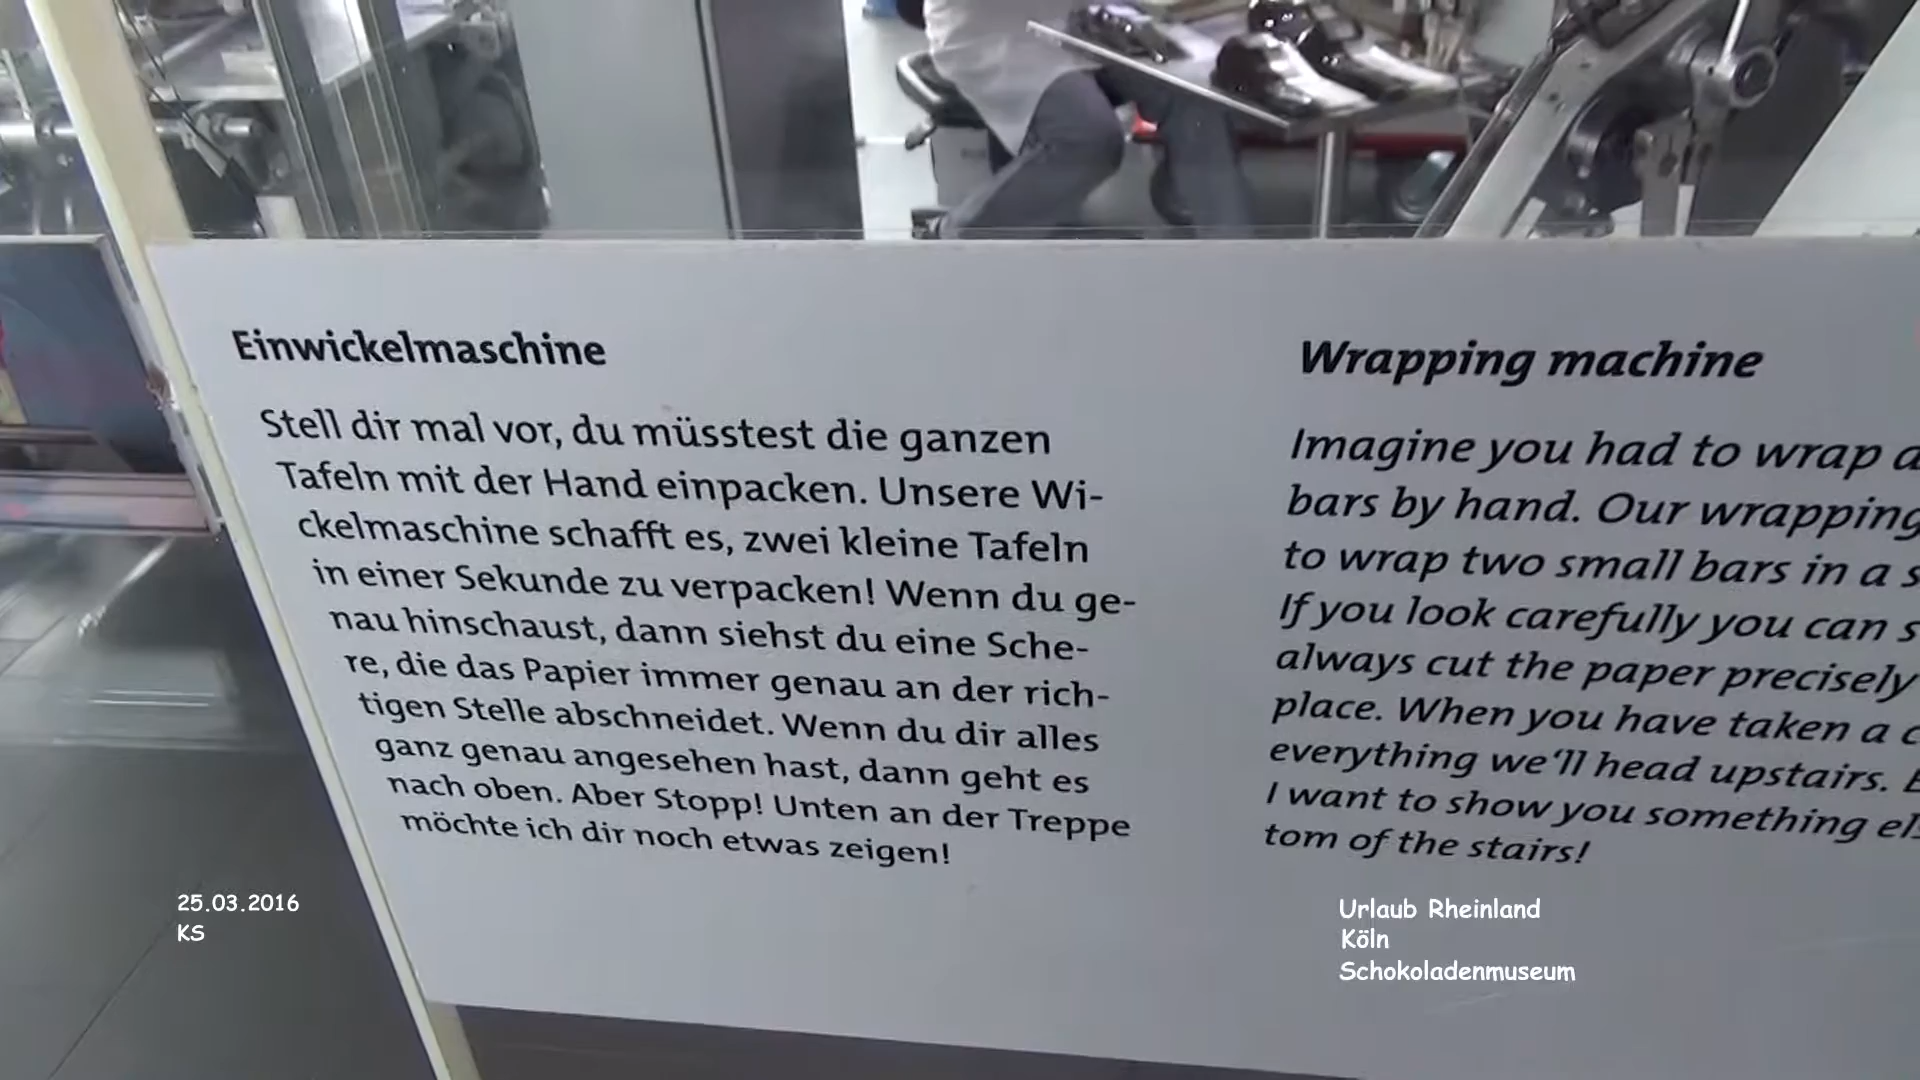 Einwickelmaschine
Stell dir mal vor, du müsstest die ganzen
Tafeln mit der Hand einpacken. Unsere Wi-
ckelmaschine schafft es, zwei kleine Tafeln
in einer Sekunde zu verpacken! Wenn du ge-
nau hinschaust, dann siehst du eine Sche-
re, die das Papier immer genau an der rich-
tigen Stelle abschneidet. Wenn du dir alles
ganz genau angesehen hast, dann geht es
nach oben. Aber Stopp! Unten an der Treppe
möchte ich dir noch etwas zeigen!
Wrapping machine
Imagine you had to wrap
bars by hand. Our wrapping
to wrap two small bars in a
If you look carefully you can
always cut the paper precisely
place. When you have taken a
everything we'll head upstairs.
I want to show you something
tom of the stairs!
25.03.2016
KS
Urlaub Rheinland
Köln
Schokoladenmuseum